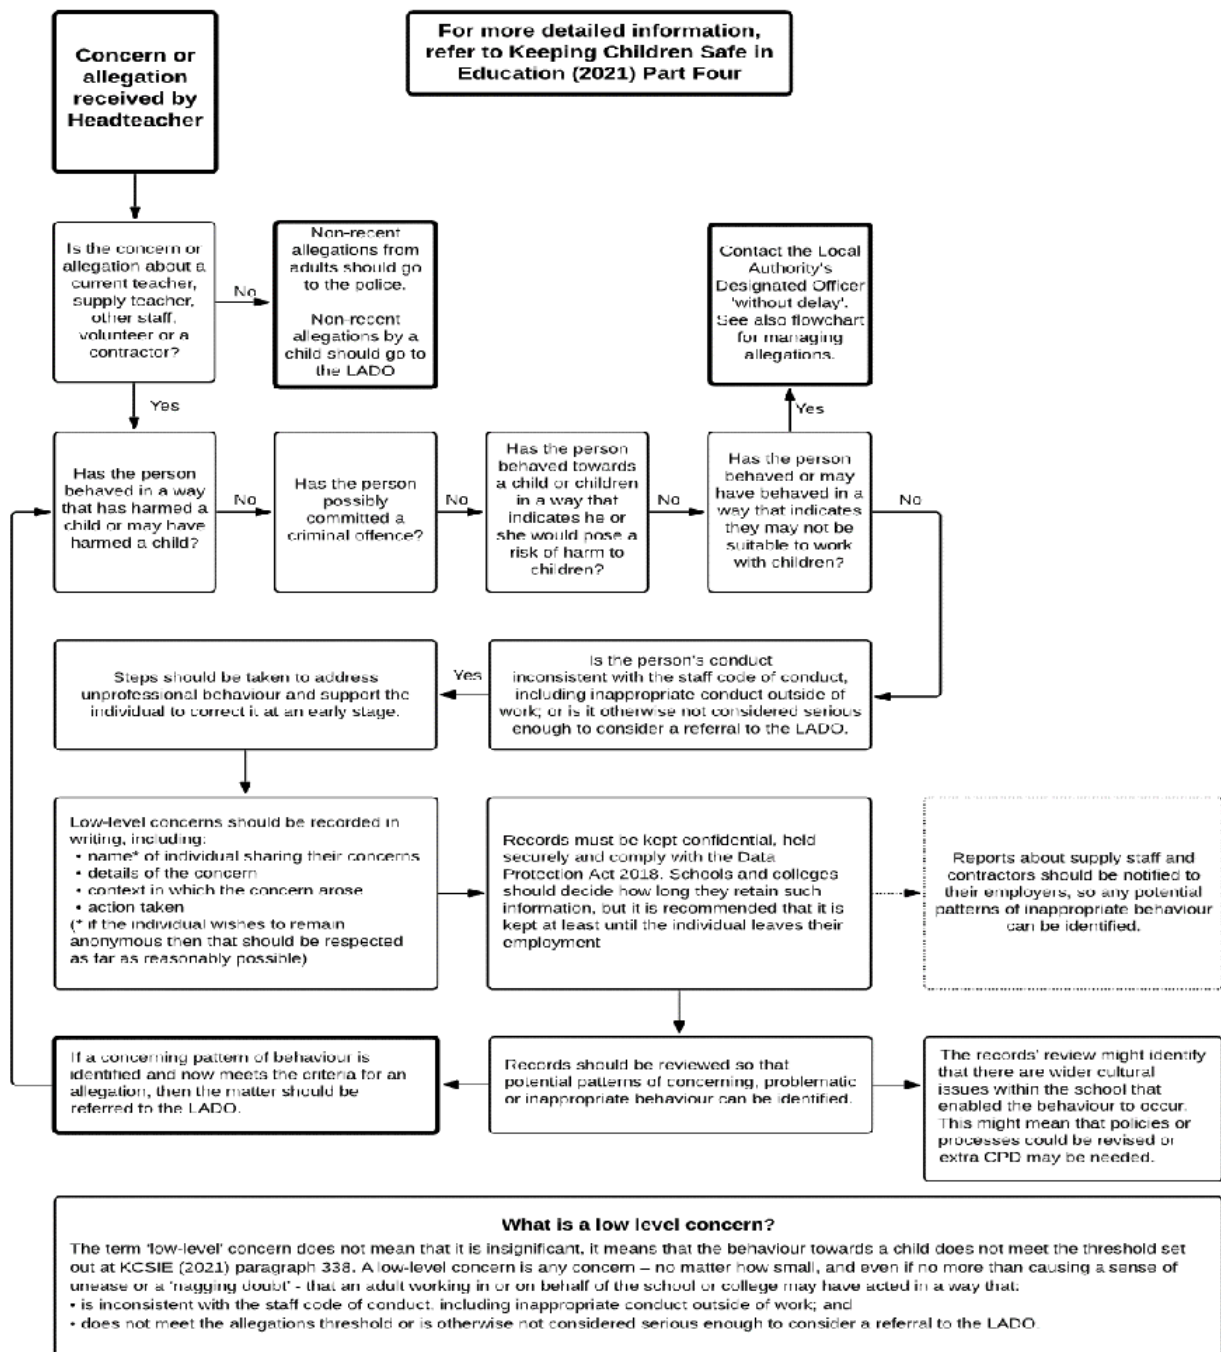 Concern or
allegation
received by
Headteacher
For more detailed information,
refer to Keeping Children Safe in
Education (2021) Part Four
Is the concern or
allegation about a
current teacher,
supply teacher,
other staff,
volunteer or a
contractor?
No
Non-recent
allegations from
adults should go
to the police.
Non-recent
allegations by a
child should go to
the LADO
Contact the Local
Authority's
Designated Officer
'without delay'.
See also flowchart
for managing
allegations.
Yes
Yes
Has the person
behaved in a way
that has harmed a
child or may have
harmed a child?
No
Has the person
possibly
committed a
criminal offence?
No
Has the person
behaved towards
a child or children
in a way that
indicates he or
she would pose a
risk of harm to
children?
No
Has the person
behaved or may
have behaved in a
way that indicates
they may not be
suitable to work
with children?
No
Steps should be taken to address
unprofessional behaviour and support the
individual to correct it at an early stage.
Yes
Is the person's conduct
inconsistent with the staff code of conduct,
including inappropriate conduct outside of
work; or is it otherwise not considered serious
enough to consider a referral to the LADO.
Low-level concerns should be recorded in
writing, including:
• name* of individual sharing their concerns
• details of the concern
• context in which the concern arose
• action taken
(* if the individual wishes to remain
anonymous then that should be respected
as far as reasonably possible)
Records must be kept confidential, held
securely and comply with the Data
Protection Act 2018. Schools and colleges
should decide how long they retain such
information, but it is recommended that it is
kept at least until the individual leaves their
employment
Reports about supply staff and
contractors should be notified to
their employers, so any potential
patterns of inappropriate behaviour
can be identified.
If a concerning pattern of behaviour is
identified and now meets the criteria for an
allegation, then the matter should be
referred to the LADO.
Records should be reviewed so that
potential patterns of concerning, problematic
or inappropriate behaviour can be identified.
The records' review might identify
that there are wider cultural
issues within the school that
enabled the behaviour to occur.
This might mean that policies or
processes could be revised or
extra CPD may be needed.
What is a low level concern?
The term 'low-level' concern does not mean that it is insignificant, it means that the behaviour towards a child does not meet the threshold set
out at KCSIE (2021) paragraph 338. A low-level concern is any concern – no matter how small, and even if no more than causing a sense of
unease or a 'nagging doubt' - that an adult working in or on behalf of the school or college may have acted in a way that:
• is inconsistent with the staff code of conduct, including inappropriate conduct outside of work; and
• does not meet the allegations threshold or is otherwise not considered serious enough to consider a referral to the LADO.